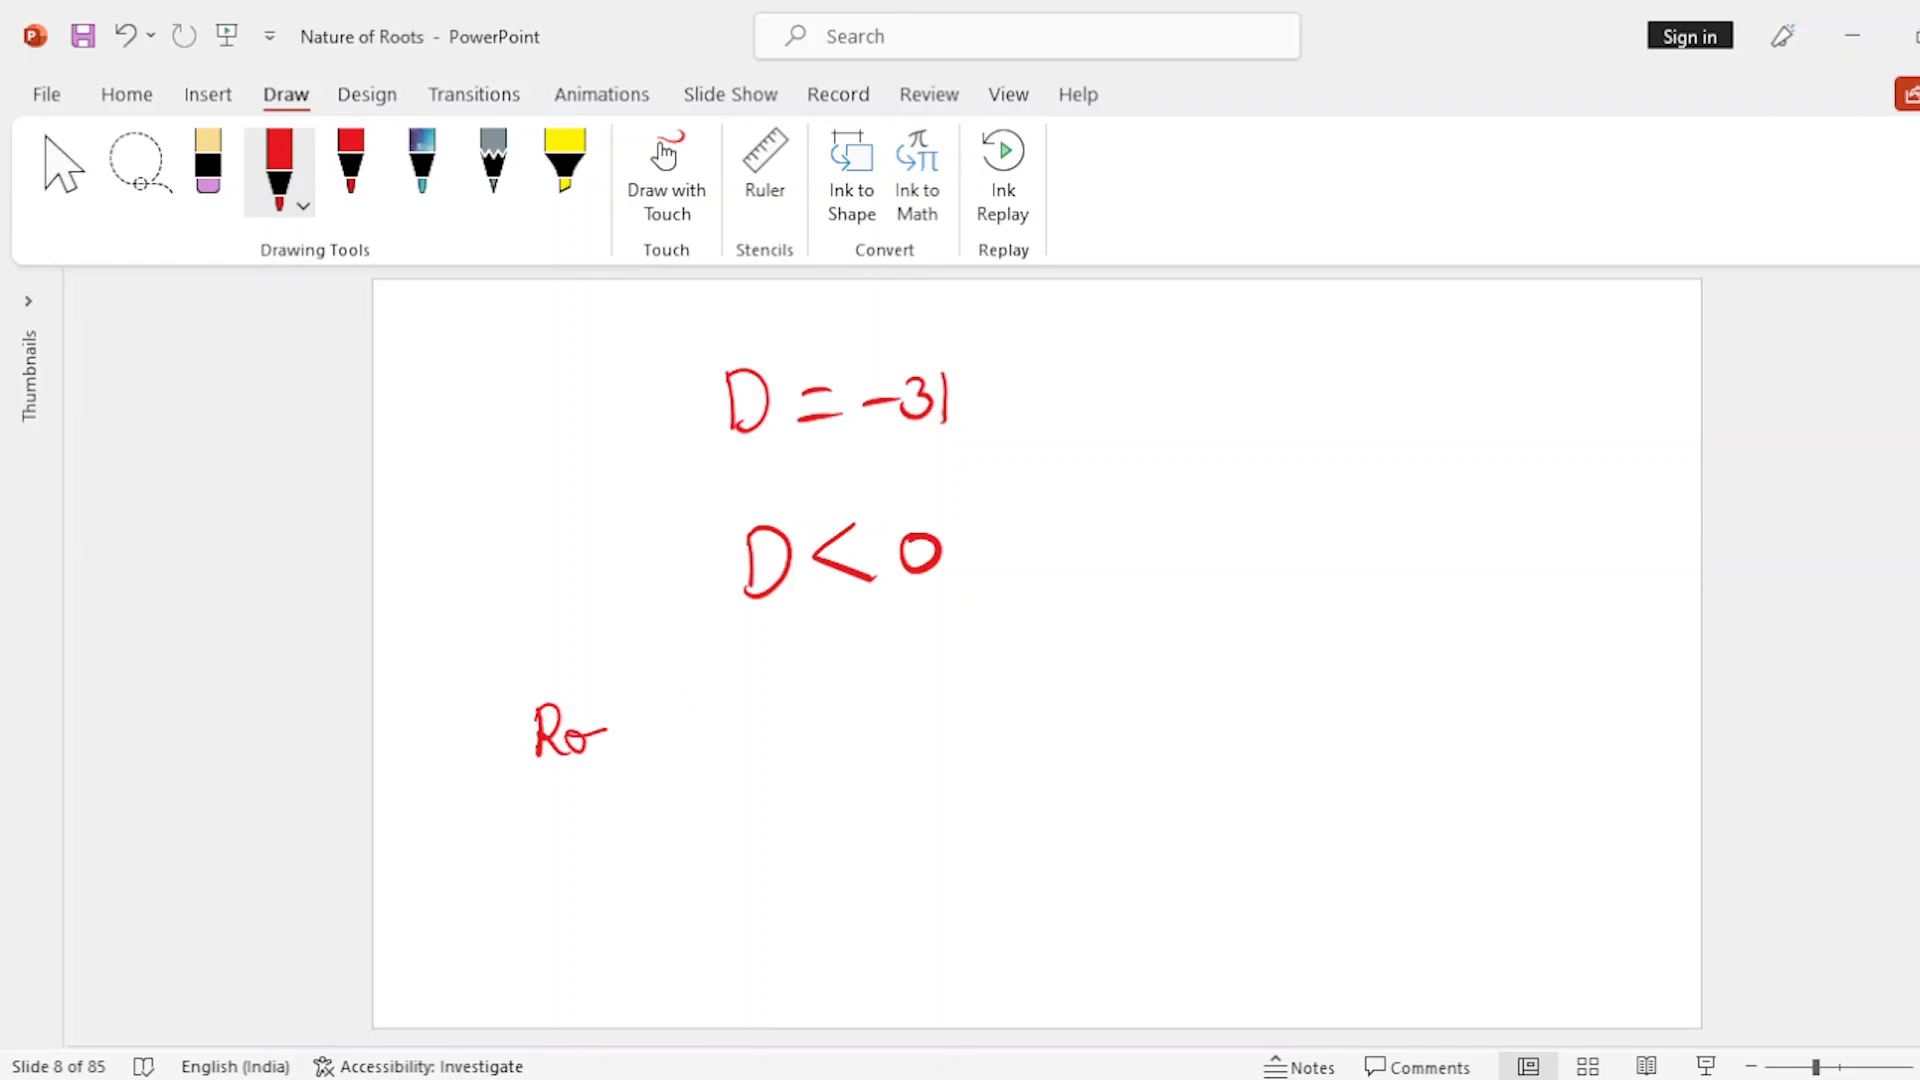 Nature of Roots - PowerPoint
Search
Sign in
File Home Insert Draw Design Transitions Animations Slide Show Record Review View Help
Draw with Touch
Ruler
Ink to Shape
Ink to Math
Ink Replay
Drawing Tools Touch Stencils Convert Replay
Thumbnails
D = -31
D < 0
Ro
Slide 8 of 85 English (India) Accessibility: Investigate Notes Comments